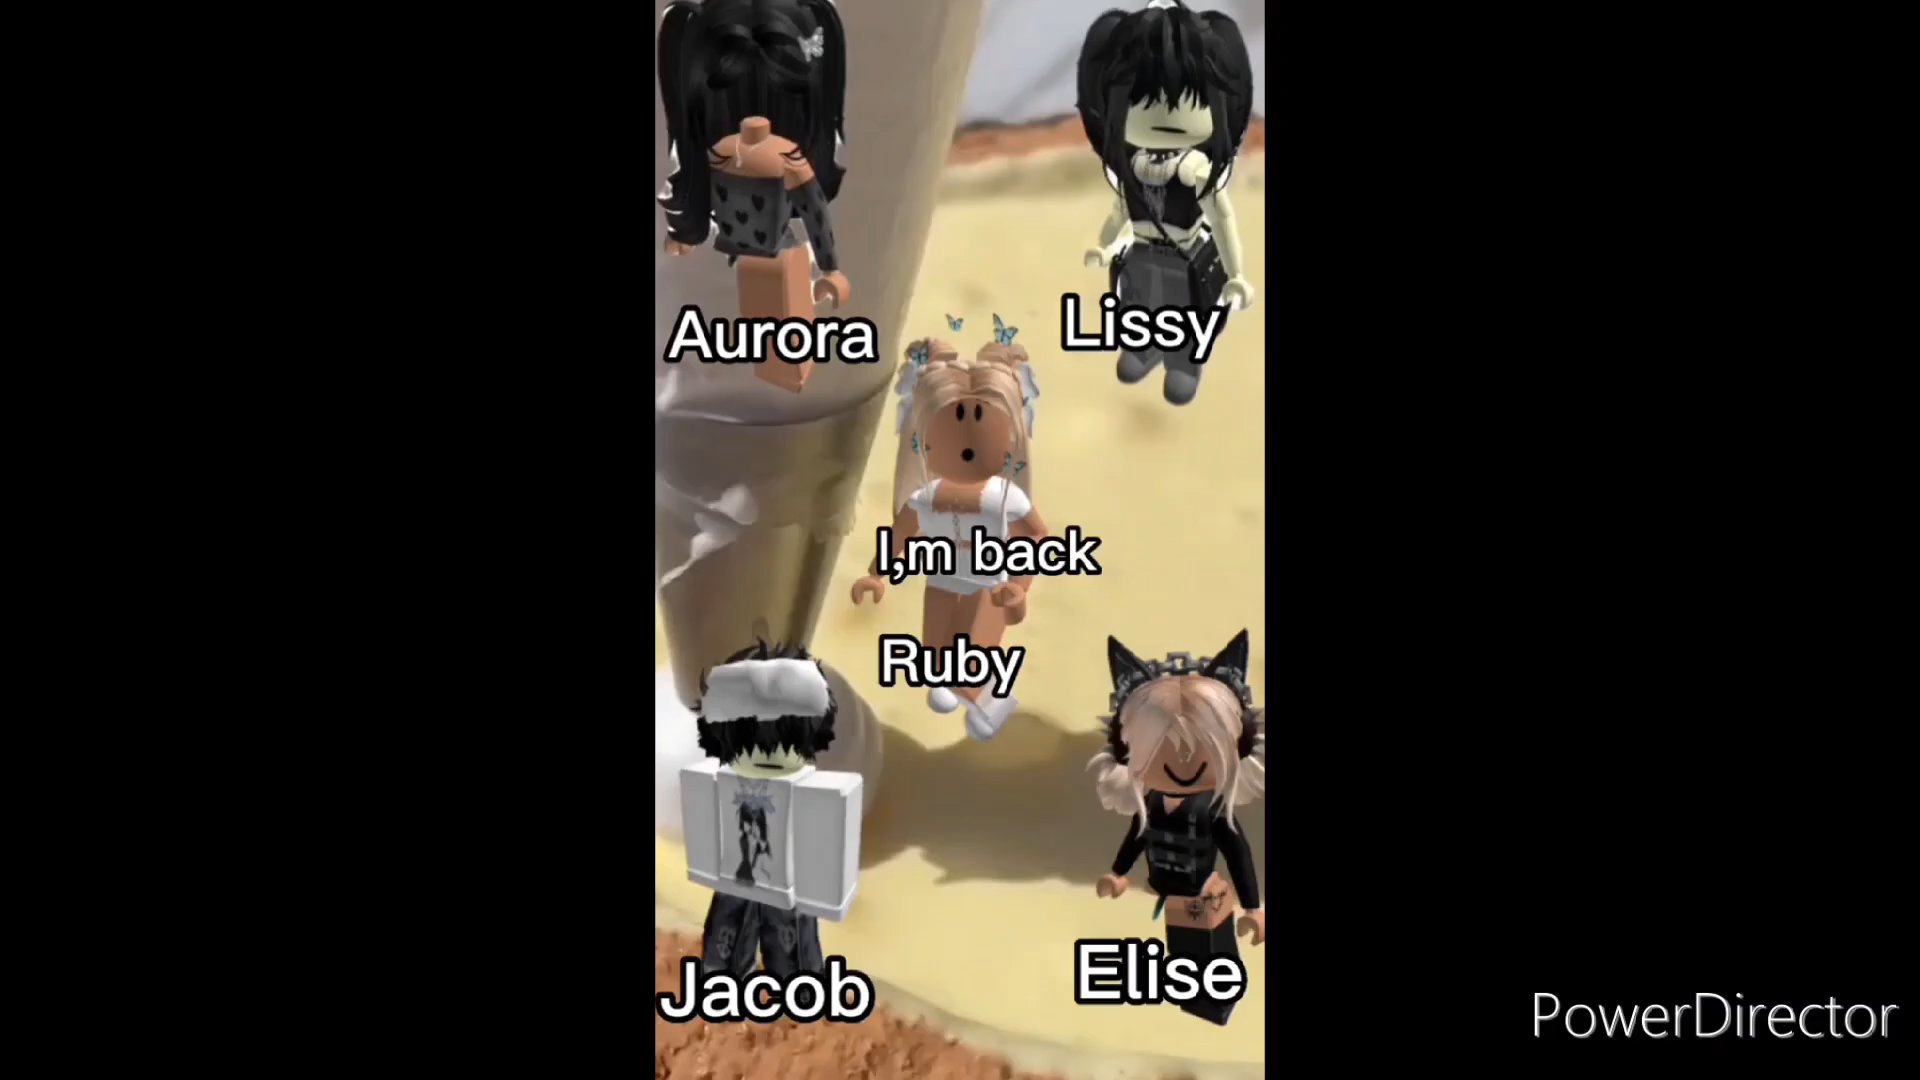 Aurora
Lissy
I,m back
Ruby
Jacob
Elise
PowerDirector